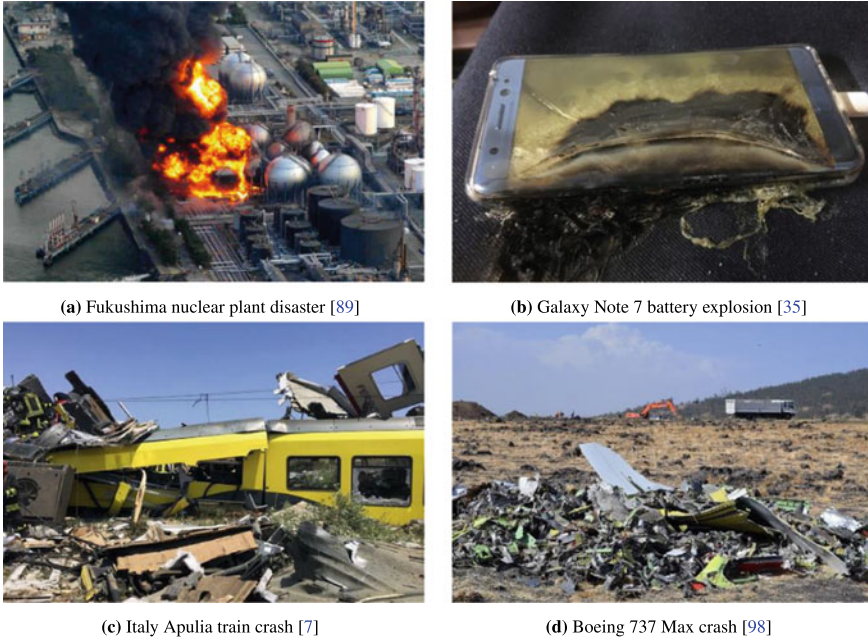 (a) Fukushima nuclear plant disaster [89]
(b) Galaxy Note 7 battery explosion [35]
(c) Italy Apulia train crash [7]
(d) Boeing 737 Max crash [98]